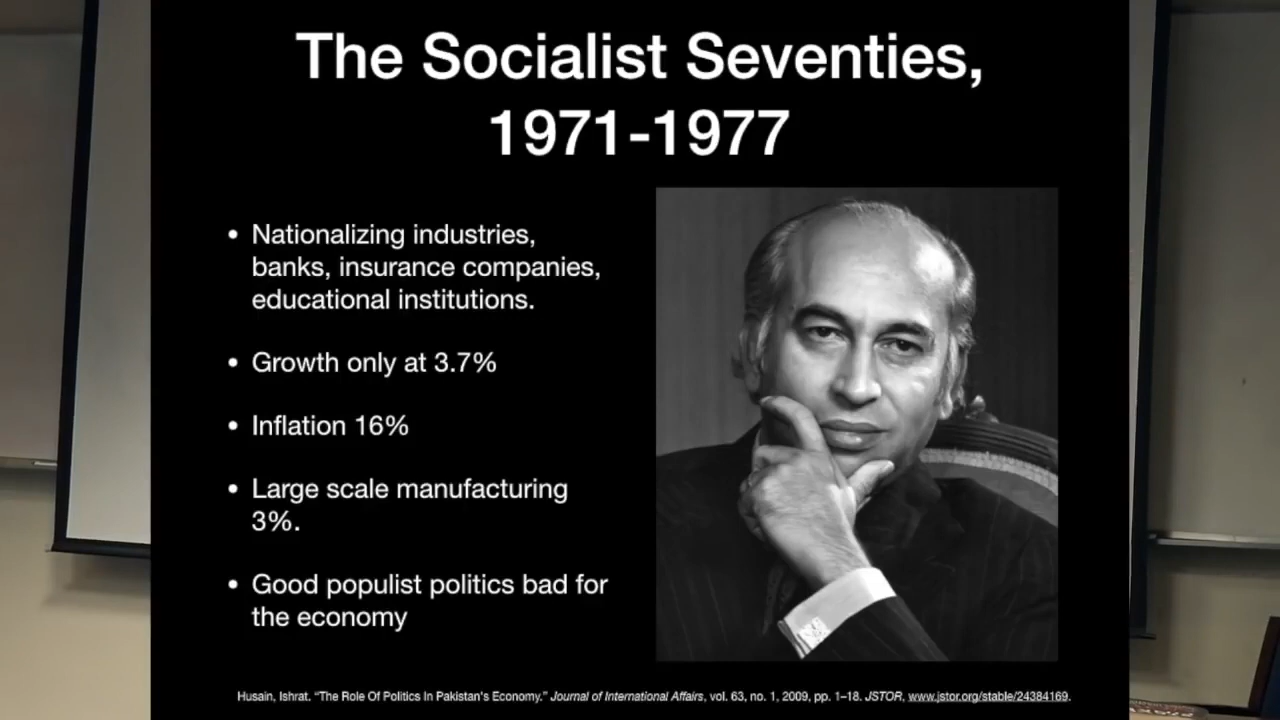 The Socialist Seventies,
1971-1977
• Nationalizing industries,
banks, insurance companies,
educational institutions.
• Growth only at 3.7%
• Inflation 16%
• Large scale manufacturing
3%.
• Good populist politics bad for
the economy
Husain, Ishrat. “The Role Of Politics In Pakistan's Economy.” Journal of International Affairs, vol. 63, no. 1, 2009, pp. 1–18. JSTOR, www.jstor.org/stable/24384169.